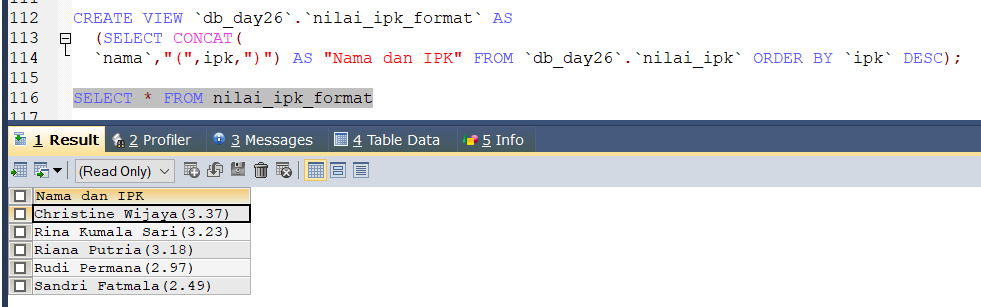 112 CREATE VIEW `db_day26`.`nilai_ipk_format` AS
113 (SELECT CONCAT(
114 `nama`,"(",ipk,")") AS "Nama dan IPK" FROM `db_day26`.`nilai_ipk` ORDER BY `ipk` DESC);
115
116 SELECT * FROM nilai_ipk_format
117
1 Result 2 Profiler 3 Messages 4 Table Data 5 Info
(Read Only)
Nama dan IPK
Christine Wijaya(3.37)
Rina Kumala Sari(3.23)
Riana Putria(3.18)
Rudi Permana(2.97)
Sandri Fatmala(2.49)